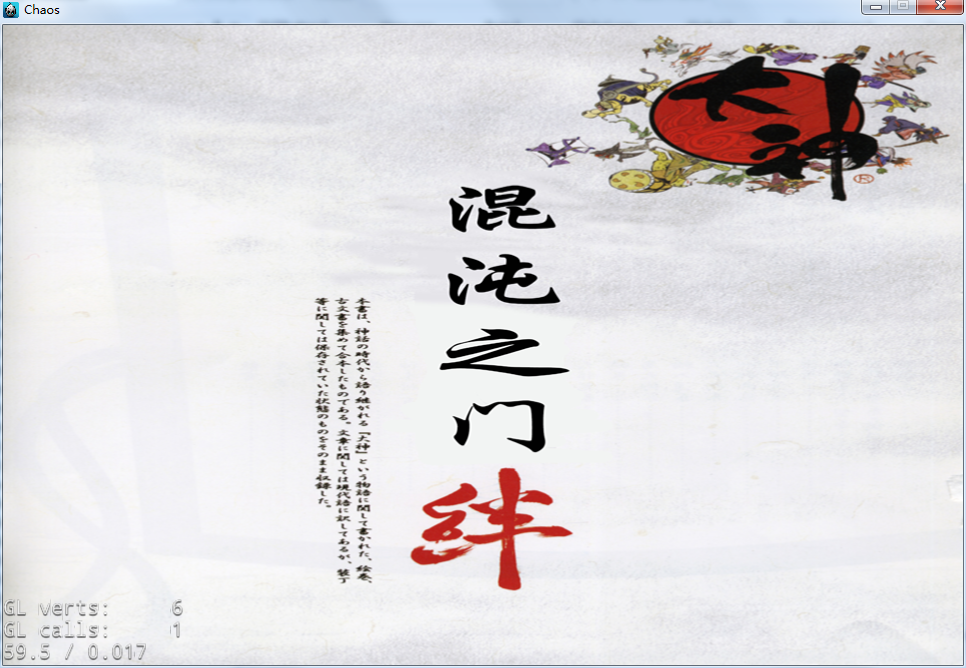 Chaos
大神
®
混沌之门
絆
本書は、神話の時代から語り継がれる『大神』という物語に関して書かれた、絵巻、
古文書を集めて合本したものである。文章に関しては現代語に訳してあるが、装丁
等に関しては保存されていた状態のものをそのまま収録した。
GL verts: 6
GL calls: 1
59.5 / 0.017